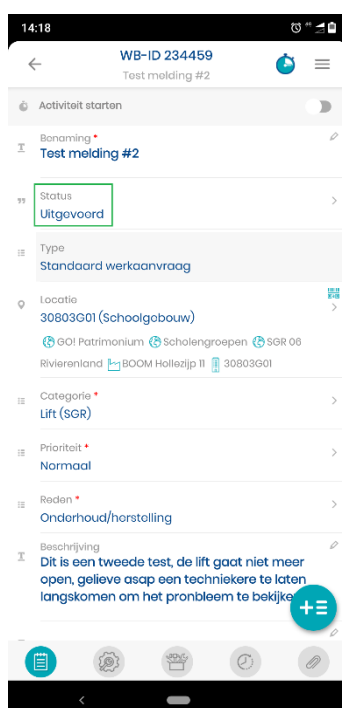 14:18
WB-ID 234459
Test melding #2
Activiteit starten
Benaming *
Test melding #2
Status
Uitgevoerd
Type
Standaard werkaanvraag
Locatie
30803G01 (Schoolgebouw)
GO! Patrimonium Scholengroepen SGR 06
Rivierenland BOOM Hollezijp 11 30803G01
Categorie *
Lift (SGR)
Prioriteit *
Normaal
Reden *
Onderhoud/herstelling
Beschrijving
Dit is een tweede test, de lift gaat niet meer
open, gelieve asap een techniekere te laten
langskomen om het pronbleem te bekijke